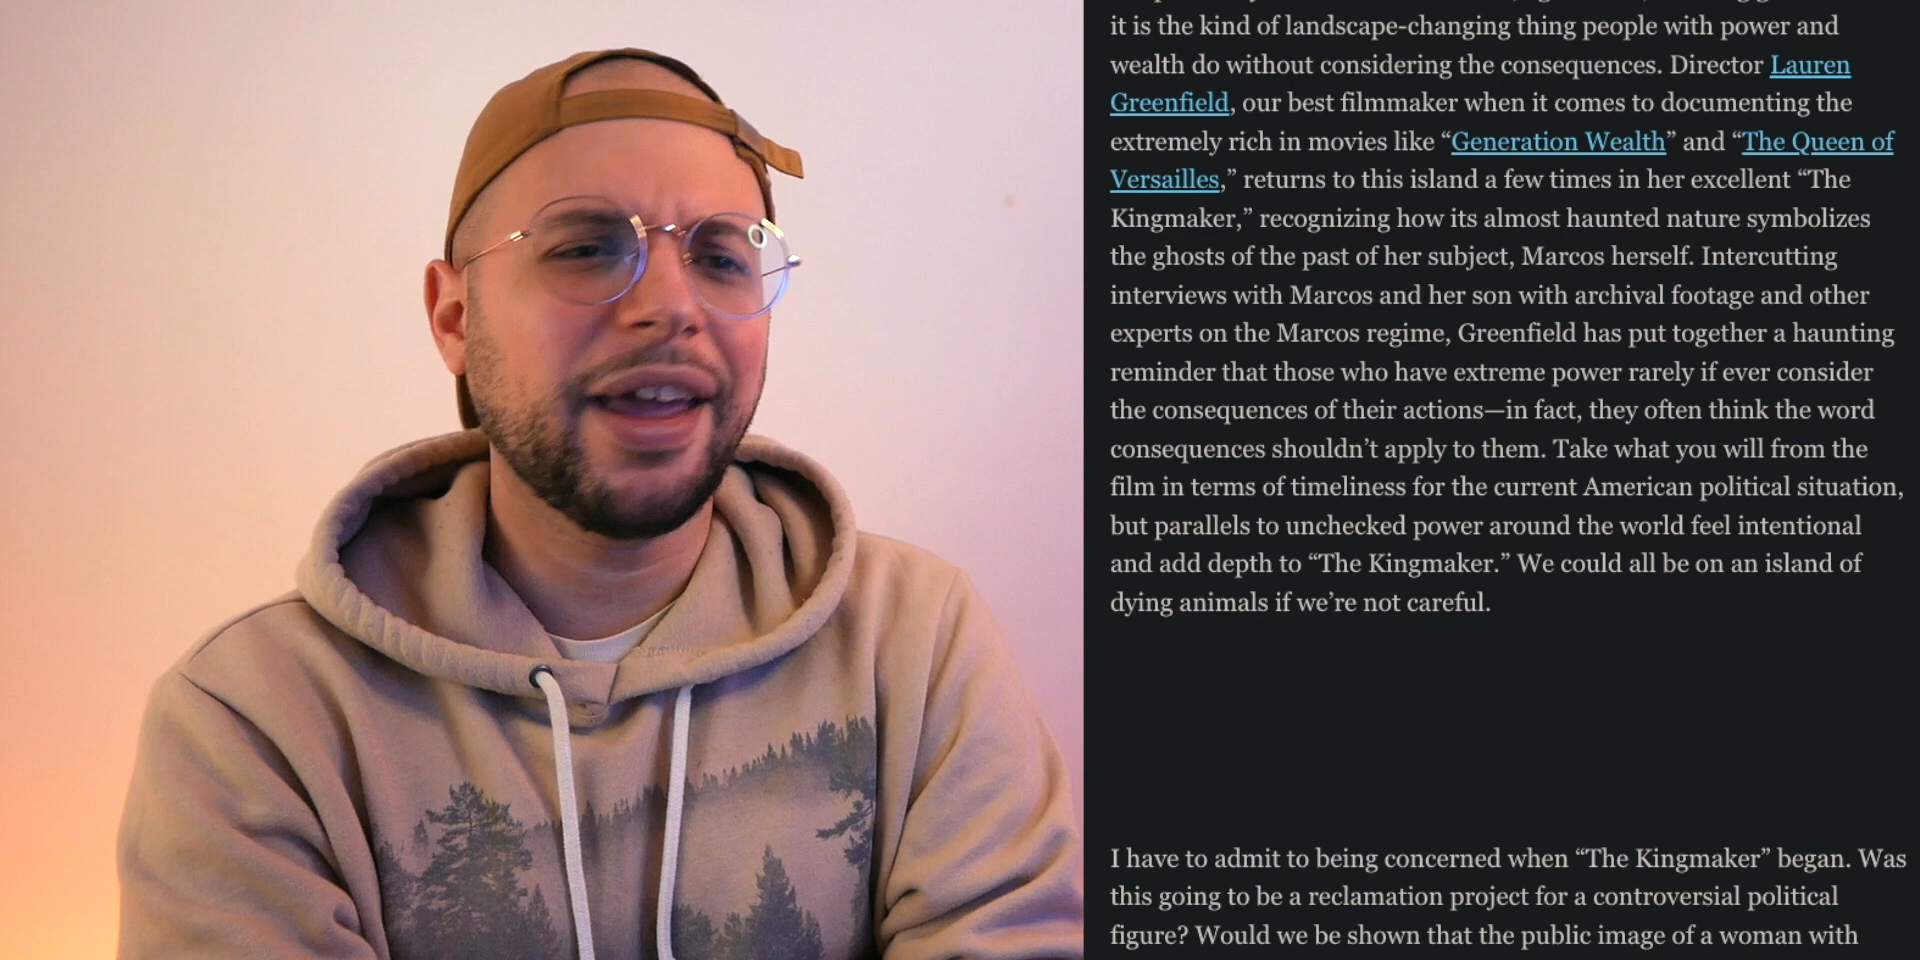 it is the kind of landscape-changing thing people with power and
wealth do without considering the consequences. Director Lauren
Greenfield, our best filmmaker when it comes to documenting the
extremely rich in movies like “Generation Wealth” and “The Queen of
Versailles,” returns to this island a few times in her excellent “The
Kingmaker,” recognizing how its almost haunted nature symbolizes
the ghosts of the past of her subject, Marcos herself. Intercutting
interviews with Marcos and her son with archival footage and other
experts on the Marcos regime, Greenfield has put together a haunting
reminder that those who have extreme power rarely if ever consider
the consequences of their actions—in fact, they often think the word
consequences shouldn’t apply to them. Take what you will from the
film in terms of timeliness for the current American political situation,
but parallels to unchecked power around the world feel intentional
and add depth to “The Kingmaker.” We could all be on an island of
dying animals if we’re not careful.
I have to admit to being concerned when “The Kingmaker” began. Was
this going to be a reclamation project for a controversial political
figure? Would we be shown that the public image of a woman with